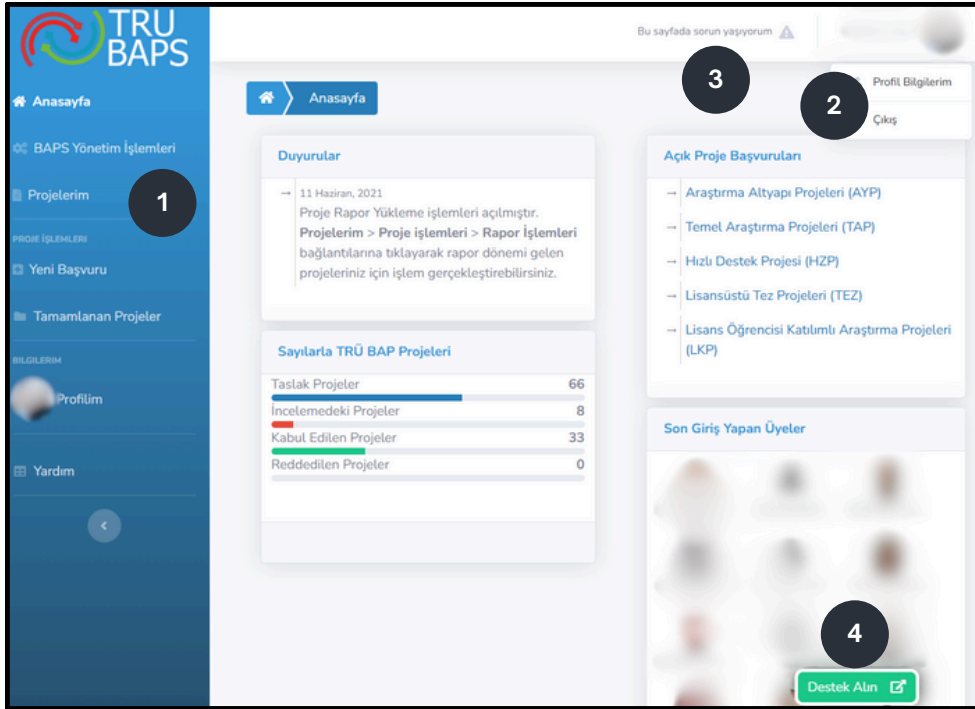 TRU
BAPS
Bu sayfada sorun yaşıyorum
3
Profil Bilgilerim
2
Çıkış
Anasayfa
BAPS Yönetim İşlemleri
Projelerim
1
PROJE İŞLEMLERI
Yeni Başvuru
Tamamlanan Projeler
BILGILERIM
Profilim
Yardım
Anasayfa
Duyurular
11 Haziran, 2021
Proje Rapor Yükleme işlemleri açılmıştır.
Projelerim > Proje işlemleri > Rapor İşlemleri
bağlantılarına tıklayarak rapor dönemi gelen
projeleriniz için işlem gerçekleştirebilirsiniz.
Sayılarla TRÜ BAP Projeleri
Taslak Projeler 66
İncelemedeki Projeler 8
Kabul Edilen Projeler 33
Reddedilen Projeler 0
Açık Proje Başvuruları
Araştırma Altyapı Projeleri (AYP)
Temel Araştırma Projeleri (TAP)
Hızlı Destek Projesi (HZP)
Lisansüstü Tez Projeleri (TEZ)
Lisans Öğrencisi Katılımlı Araştırma Projeleri
(LKP)
Son Giriş Yapan Üyeler
4
Destek Alın